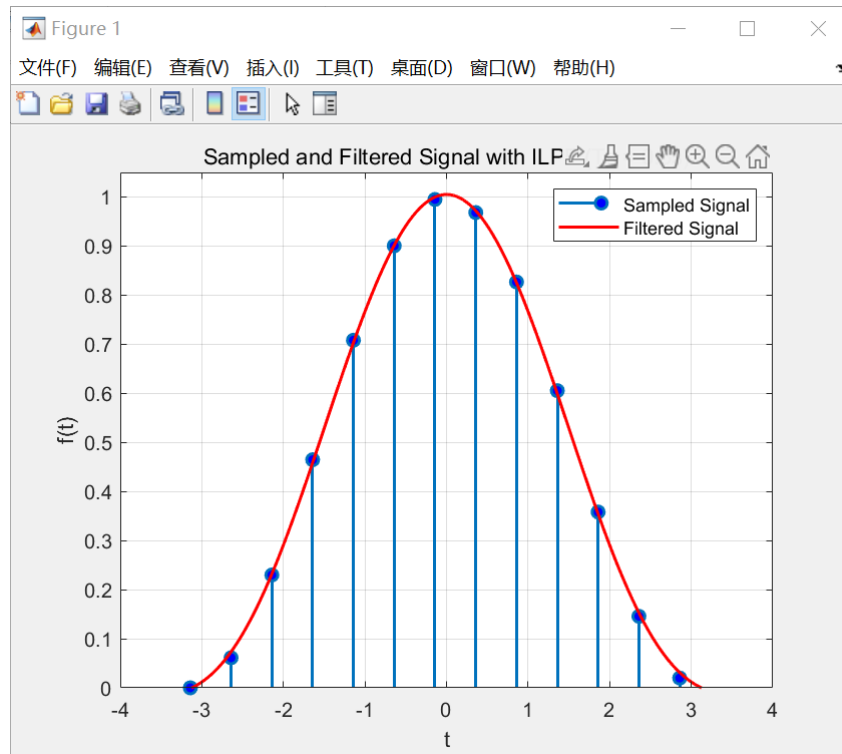 Figure 1
文件(F) 编辑(E) 查看(V) 插入(I) 工具(T) 桌面(D) 窗口(W) 帮助(H)
Sampled and Filtered Signal with ILP
Sampled Signal
Filtered Signal
1
0.9
0.8
0.7
0.6
0.5
0.4
0.3
0.2
0.1
0
f(t)
-4 -3 -2 -1 0 1 2 3 4
t